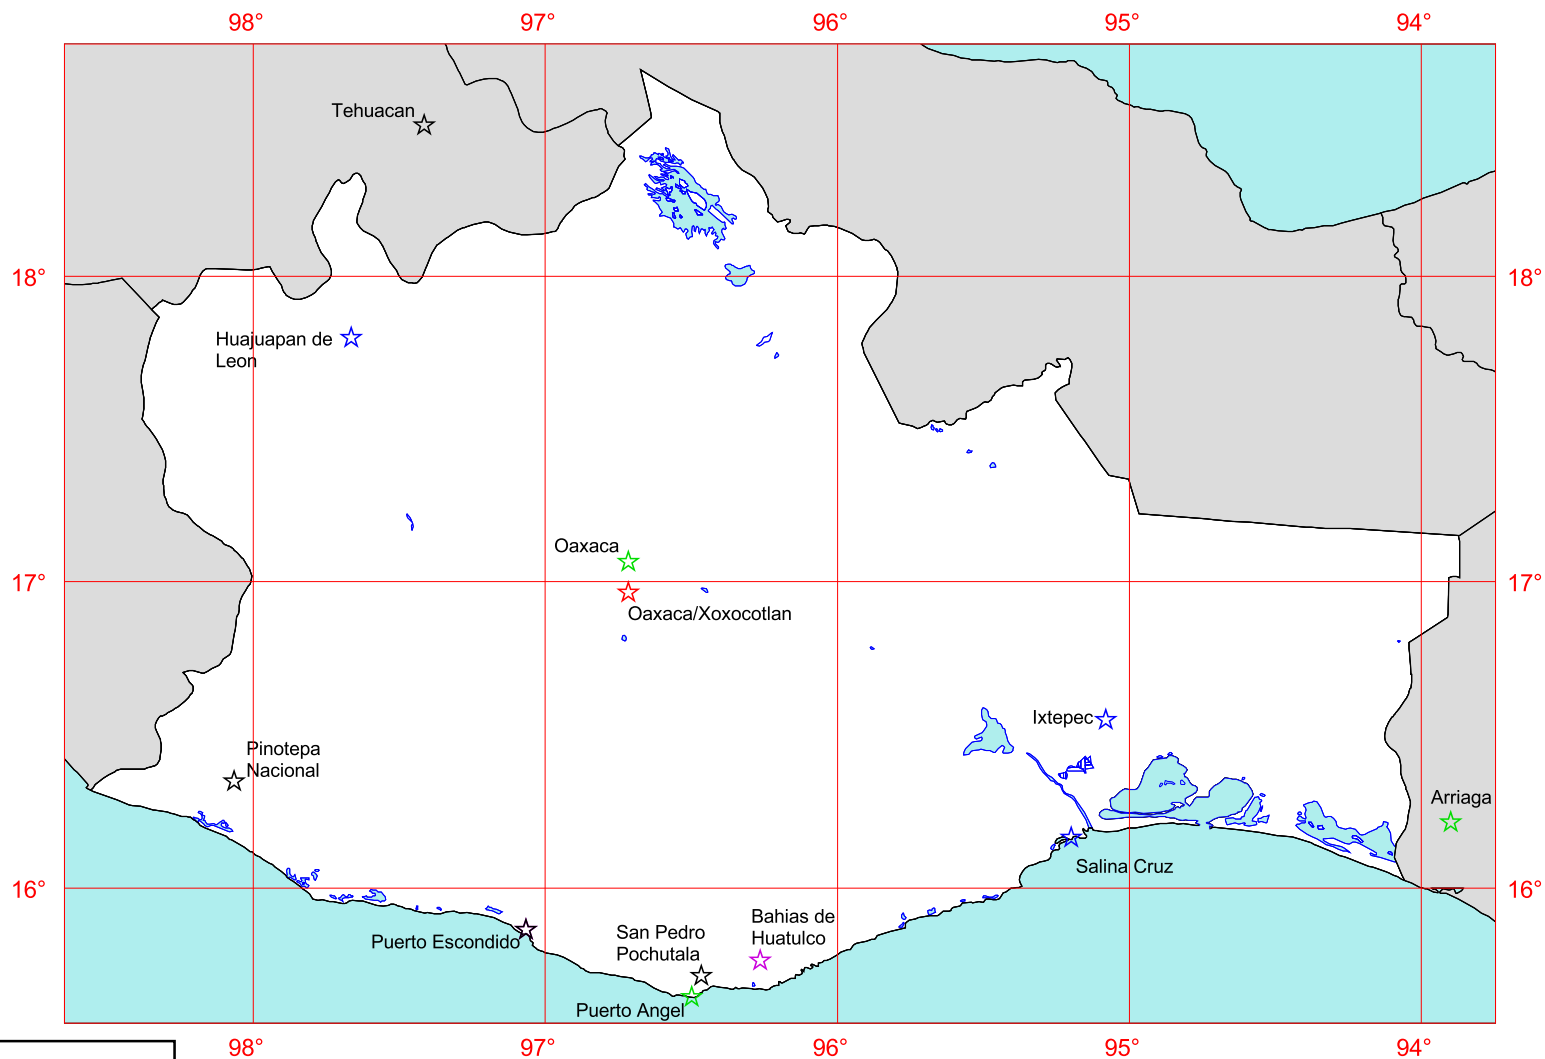 98°
97°
96°
95°
94°
Tehuacan
18°
18°
Huajuapan de
Leon
Oaxaca
17°
17°
Oaxaca/Xoxocotlan
Ixtepec
Pinotepa
Nacional
Arriaga
Salina Cruz
16°
16°
Bahias de
Huatulco
San Pedro
Pochutala
Puerto Escondido
Puerto Angel
98°
97°
96°
95°
94°